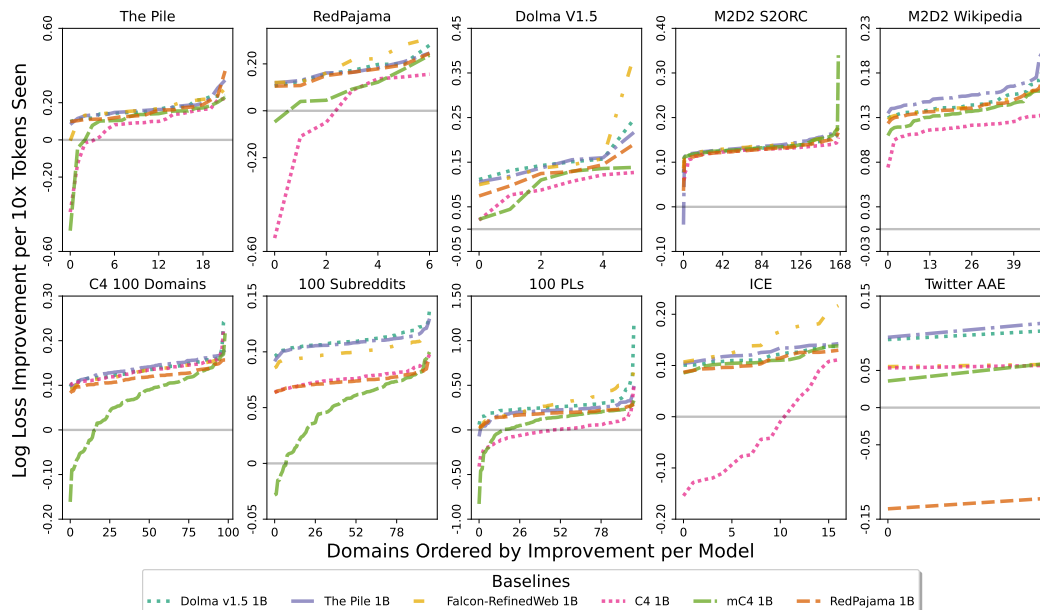 The Pile RedPajama Dolma V1.5 M2D2 S2ORC M2D2 Wikipedia
0.60 0.20 0 -0.20 -0.60
0 6 12 18
0.20 0 -0.20 -0.60
0 2 4 6
0.45 0.35 0.25 0.15 0.05 -0.05
0 2 4
0.40 0.20 0.10 0 -0.10
0 42 84 126 168
0.23 0.18 0.13 0.08 0.03 0 -0.03
0 13 26 39
C4 100 Domains 100 Subreddits 100 PLs ICE Twitter AAE
0.30 0.20 0.10 0 -0.10 -0.20
0 25 50 75 100
0.15 0.10 0.05 0 -0.05
0 26 52 78
1.50 1.00 0.50 0 -0.50 -1.00
0 26 52 78
0.20 0.10 0 -0.10 -0.20
0 5 10 15
0.15 0.05 0 -0.05 -0.15
0
Log Loss Improvement per 10x Tokens Seen
Domains Ordered by Improvement per Model
Baselines
Dolma v1.5 1B The Pile 1B Falcon-RefinedWeb 1B C4 1B mC4 1B RedPajama 1B